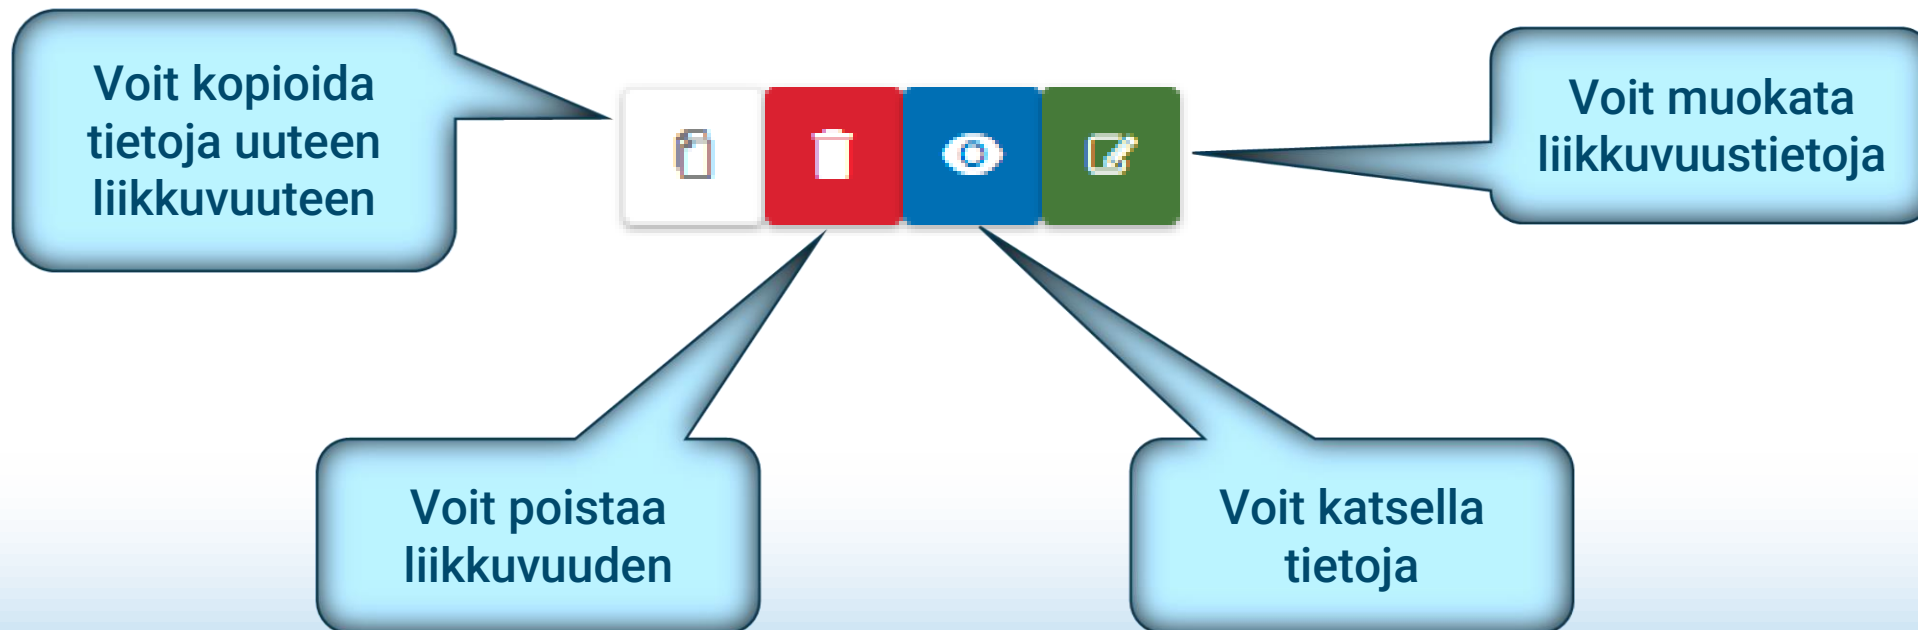 Voit kopioida
tietoja uuteen
liikkuvuuteen
Voit muokata
liikkuvuustietoja
Voit poistaa
liikkuvuuden
Voit katsella
tietoja